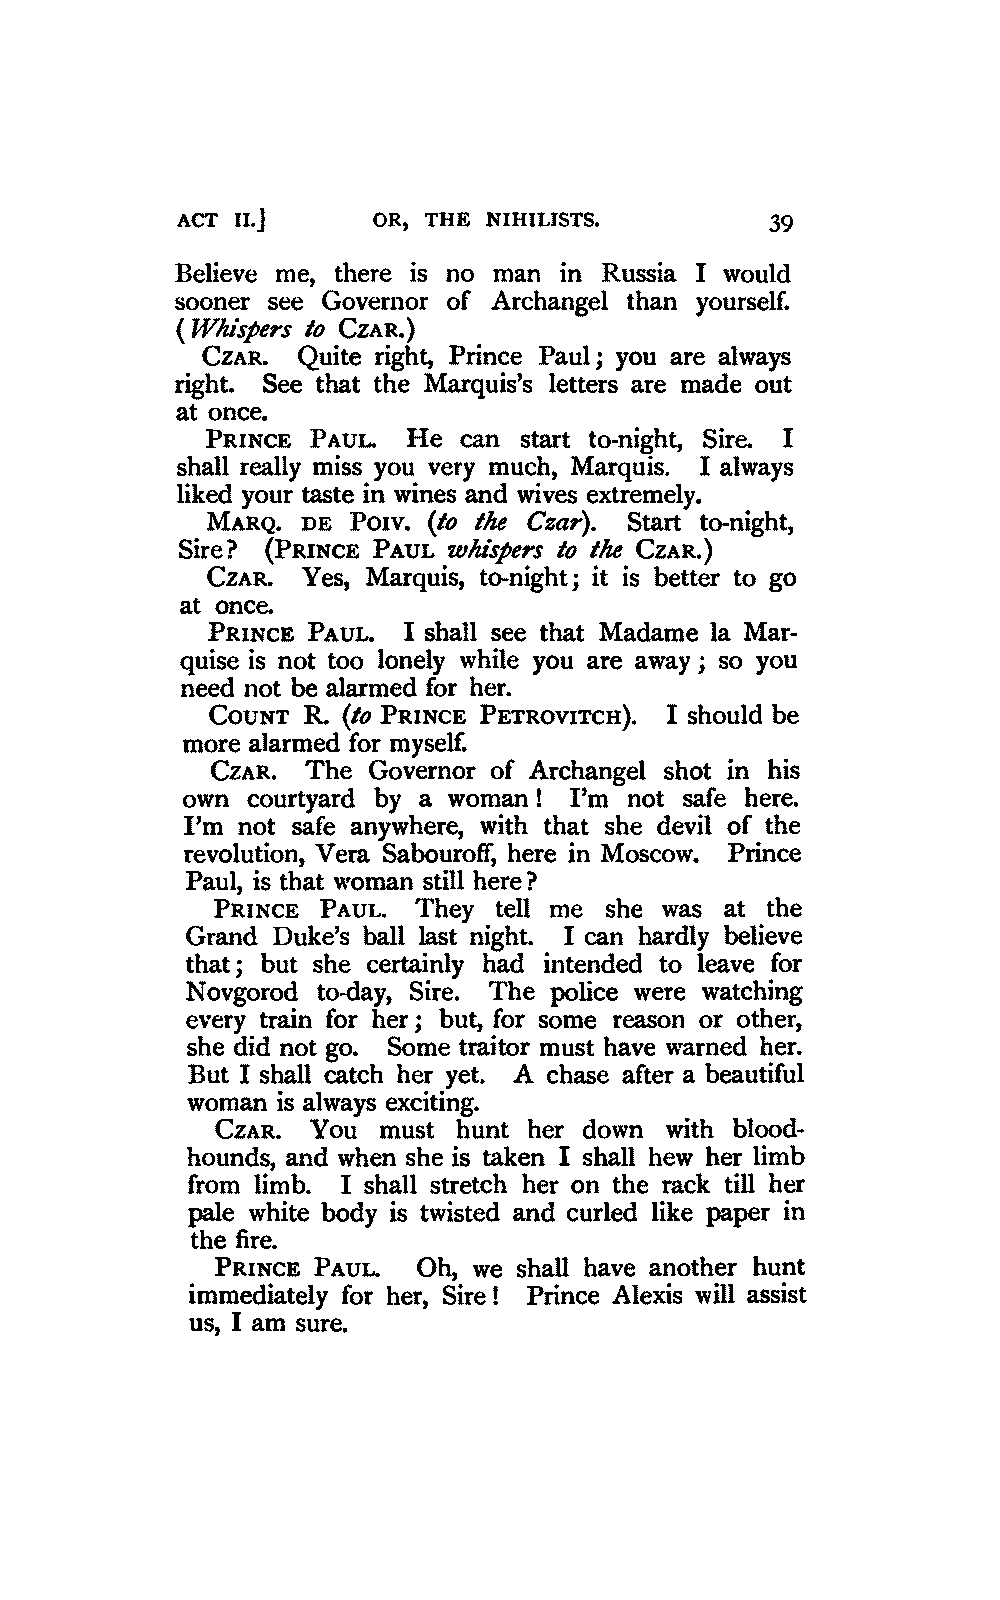 ACT II.] OR, THE NIHILISTS. 39
Believe me, there is no man in Russia I would
sooner see Governor of Archangel than yourself.
(Whispers to CZAR.)
CZAR. Quite right, Prince Paul; you are always
right. See that the Marquis's letters are made out
at once.
PRINCE PAUL. He can start to-night, Sire. I
shall really miss you very much, Marquis. I always
liked your taste in wines and wives extremely.
MARQ. DE POIV. (to the Czar). Start to-night,
Sire? (PRINCE PAUL whispers to the CZAR.)
CZAR. Yes, Marquis, to-night; it is better to go
at once.
PRINCE PAUL. I shall see that Madame la Mar-
quise is not too lonely while you are away; so you
need not be alarmed for her.
COUNT R. (to PRINCE PETROVITCH). I should be
more alarmed for myself.
CZAR. The Governor of Archangel shot in his
own courtyard by a woman! I'm not safe here.
I'm not safe anywhere, with that she devil of the
revolution, Vera Sabouroff, here in Moscow. Prince
Paul, is that woman still here?
PRINCE PAUL. They tell me she was at the
Grand Duke's ball last night. I can hardly believe
that; but she certainly had intended to leave for
Novgorod to-day, Sire. The police were watching
every train for her; but, for some reason or other,
she did not go. Some traitor must have warned her.
But I shall catch her yet. A chase after a beautiful
woman is always exciting.
CZAR. You must hunt her down with blood-
hounds, and when she is taken I shall hew her limb
from limb. I shall stretch her on the rack till her
pale white body is twisted and curled like paper in
the fire.
PRINCE PAUL. Oh, we shall have another hunt
immediately for her, Sire! Prince Alexis will assist
us, I am sure.